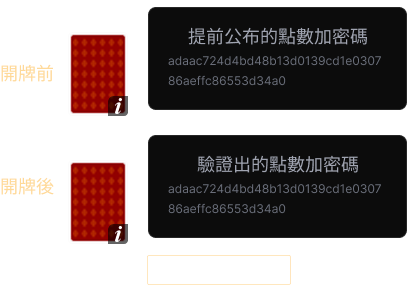 提前公布的點數加密碼
開牌前
adaac724d4bd48b13d0139cd1e0307
86aeffc86553d34a0
i
驗證出的點數加密碼
開牌後
adaac724d4bd48b13d0139cd1e0307
86aeffc86553d34a0
i